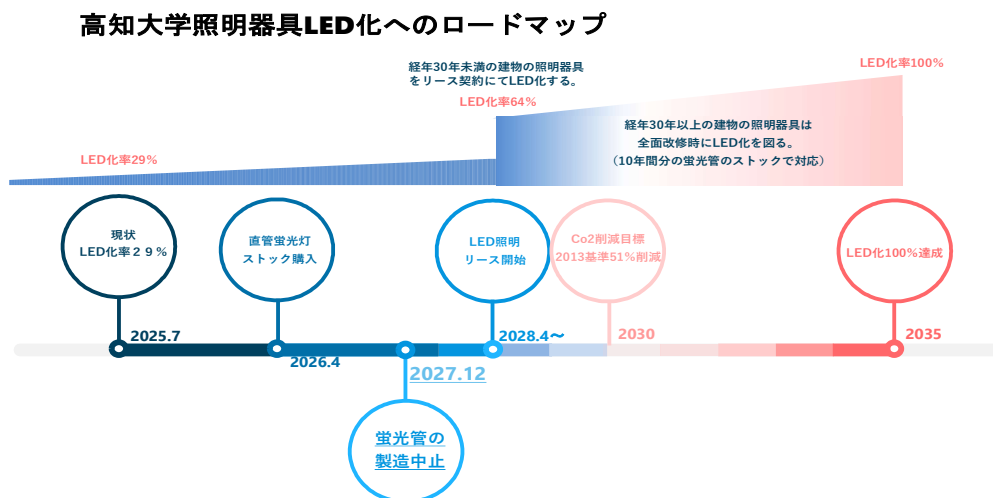 高知大学照明器具LED化へのロードマップ
経年30年未満の建物の照明器具
をリース契約にてLED化する。
LED化率64%
LED化率100%
経年30年以上の建物の照明器具は
全面改修時にLED化を図る。
（10年間分の蛍光管のストックで対応）
LED化率29%
現状
LED化率２９％
直管蛍光灯
ストック購入
LED照明
リース開始
Co2削減目標
2013基準51%削減
LED化100%達成
2025.7
2026.4
2027.12
2028.4～
2030
2035
蛍光管の
製造中止